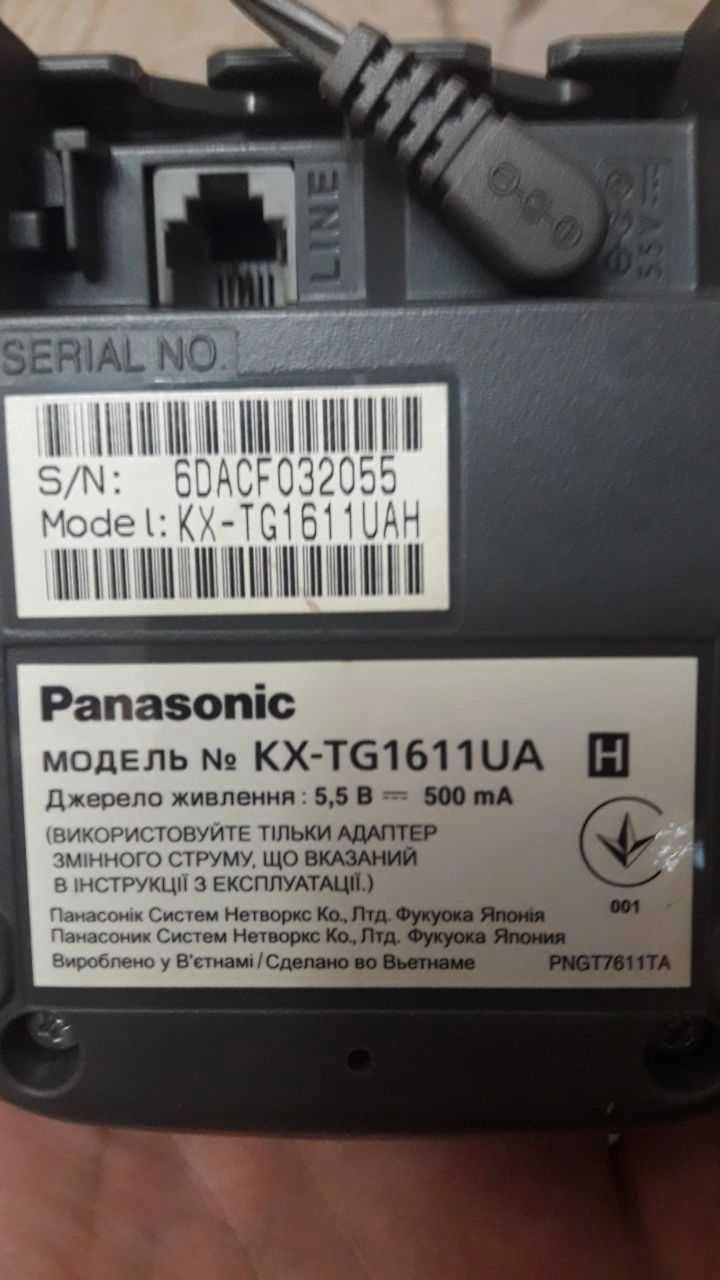 LINE
5.5V
SERIAL NO.
S/N: 6DACF032055
Model: KX-TG1611UAH
Panasonic
МОДЕЛЬ № KX-TG1611UA H
Джерело живлення : 5,5 В 500 mA
(ВИКОРИСТОВУЙТЕ ТІЛЬКИ АДАПТЕР
ЗМІННОГО СТРУМУ, ЩО ВКАЗАНИЙ
В ІНСТРУКЦІЇ З ЕКСПЛУАТАЦІЇ.)
001
Панасонік Систем Нетворкс Ко., Лтд. Фукуока Японія
Панасоник Систем Нетворкс Ко., Лтд. Фукуока Япония
Вироблено у В'єтнамі / Сделано во Вьетнаме PNGT7611TA